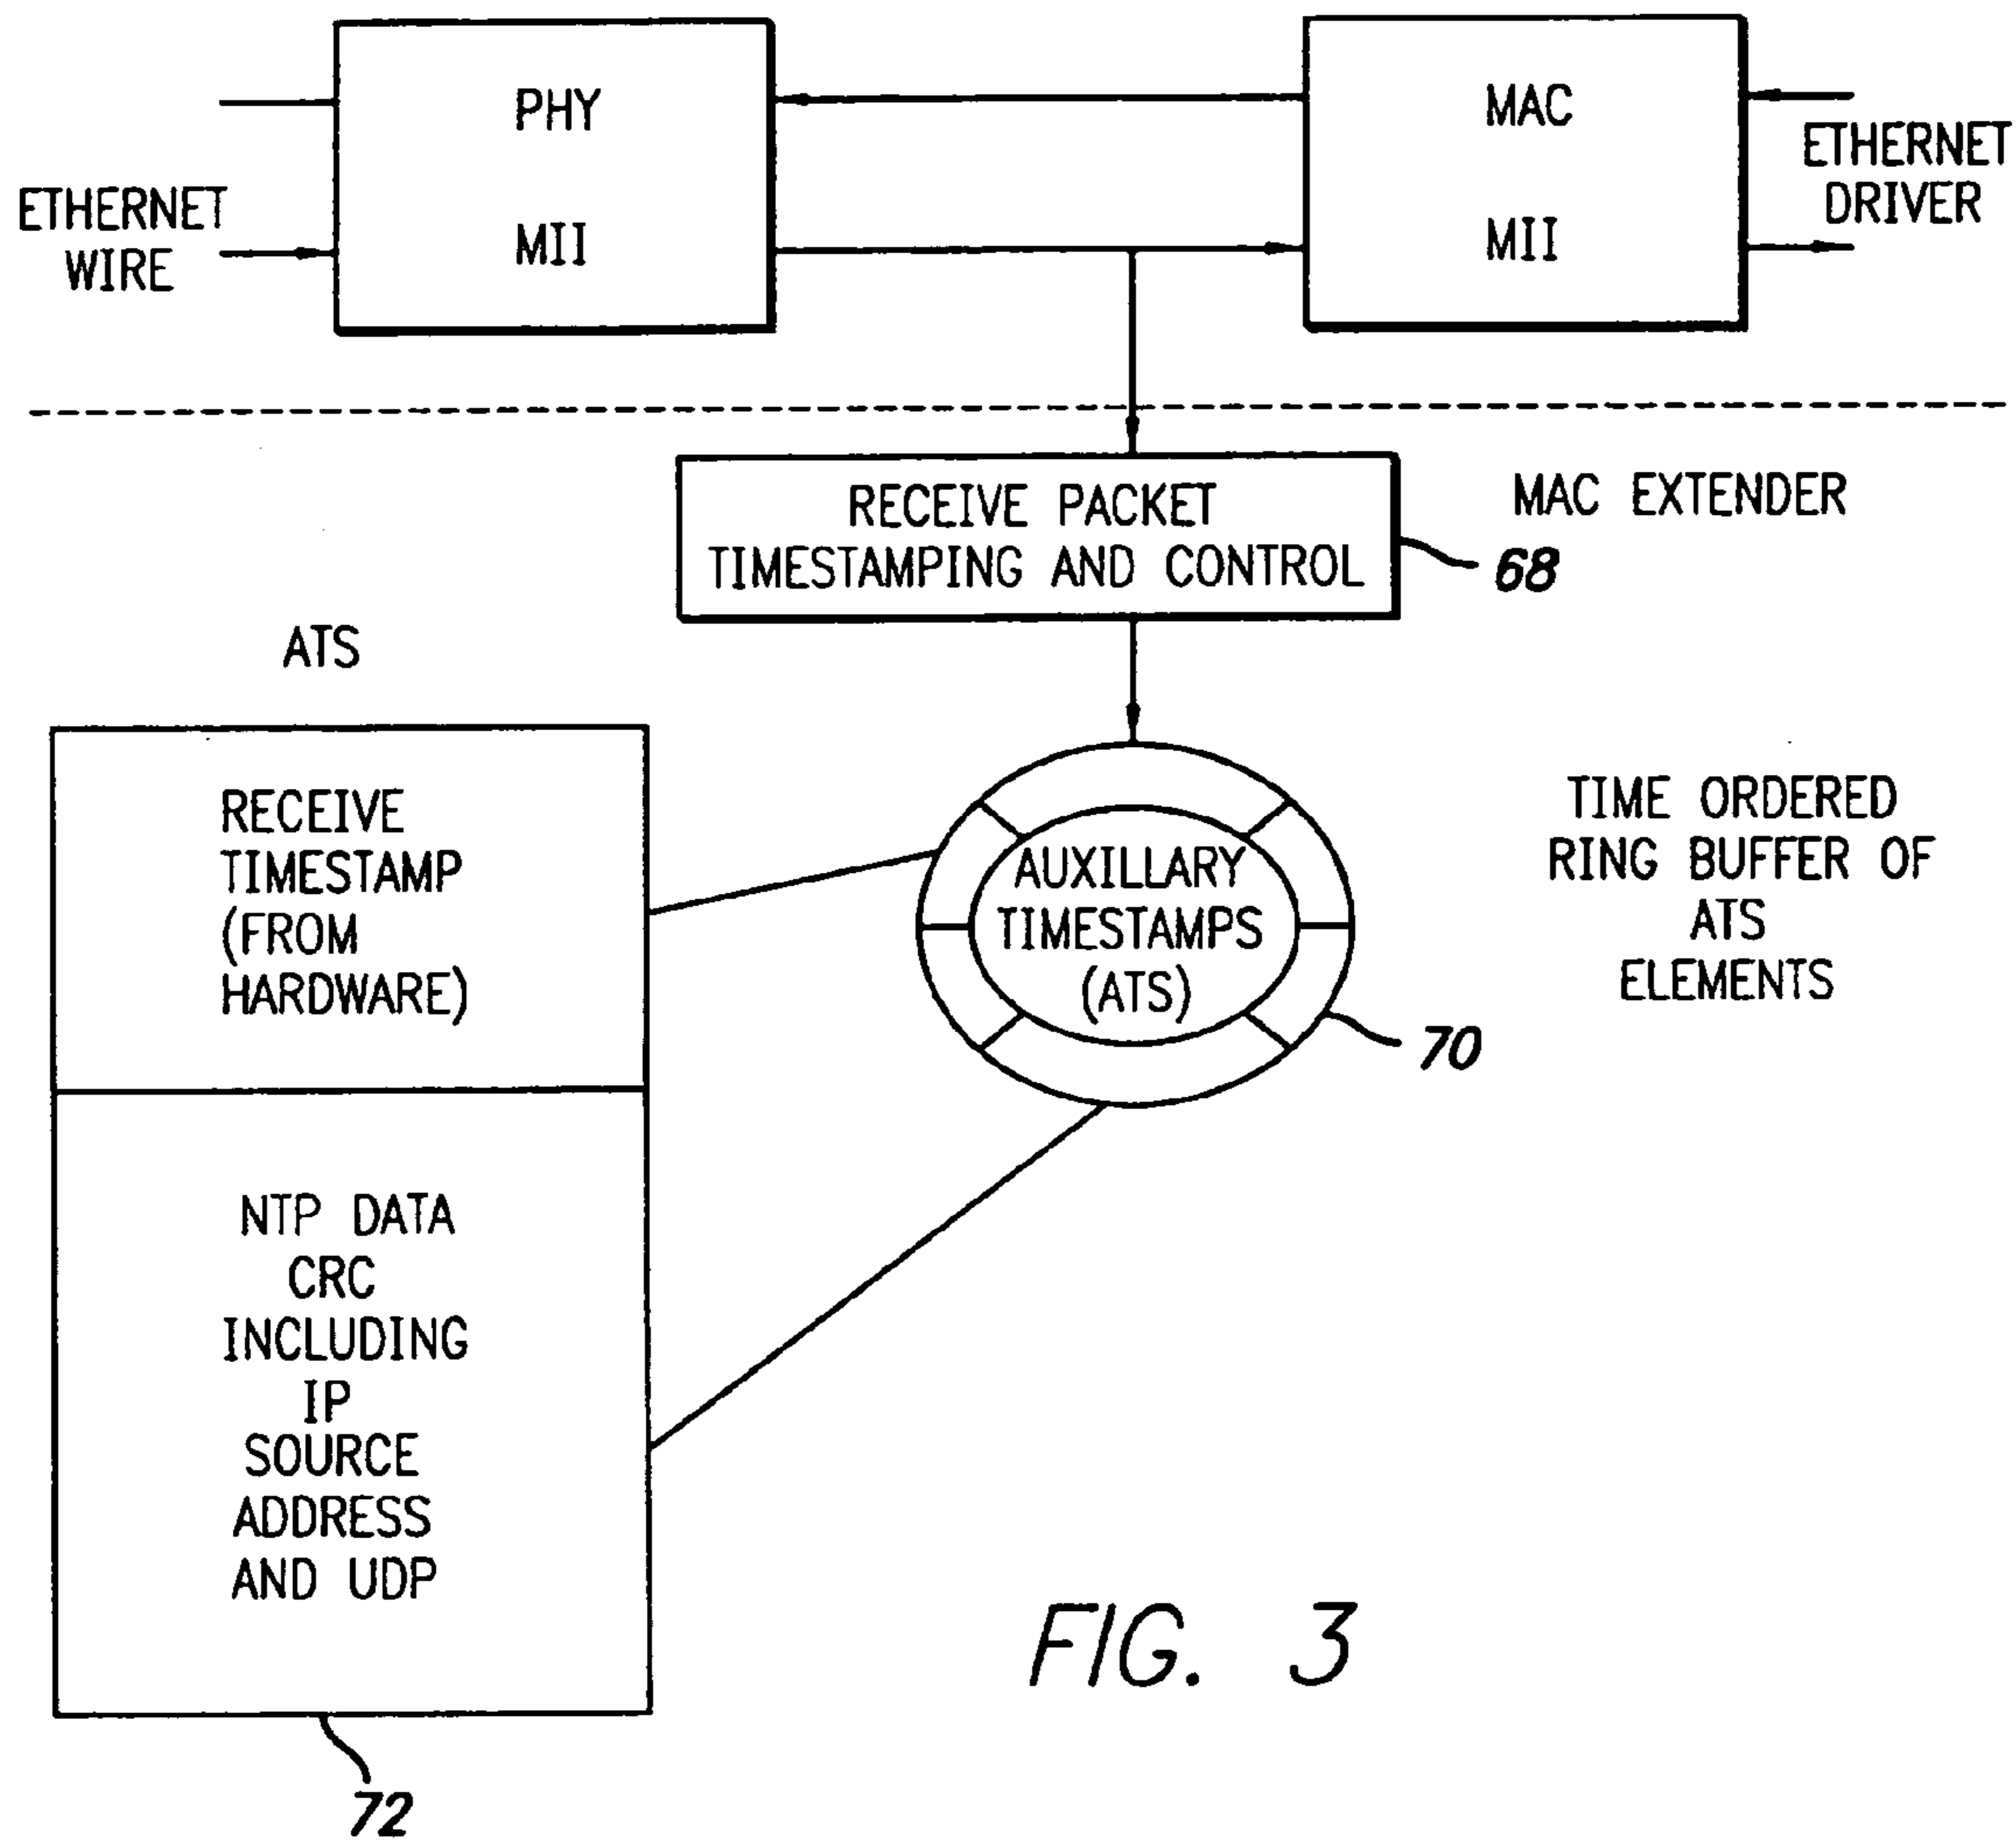 PHY
MII
MAC
MII
ETHERNET
WIRE
ETHERNET
DRIVER
RECEIVE PACKET
TIMESTAMPING AND CONTROL
MAC EXTENDER
68
ATS
RECEIVE
TIMESTAMP
(FROM
HARDWARE)
NTP DATA
CRC
INCLUDING
IP
SOURCE
ADDRESS
AND UDP
72
AUXILLARY
TIMESTAMPS
(ATS)
70
TIME ORDERED
RING BUFFER OF
ATS
ELEMENTS
FIG. 3